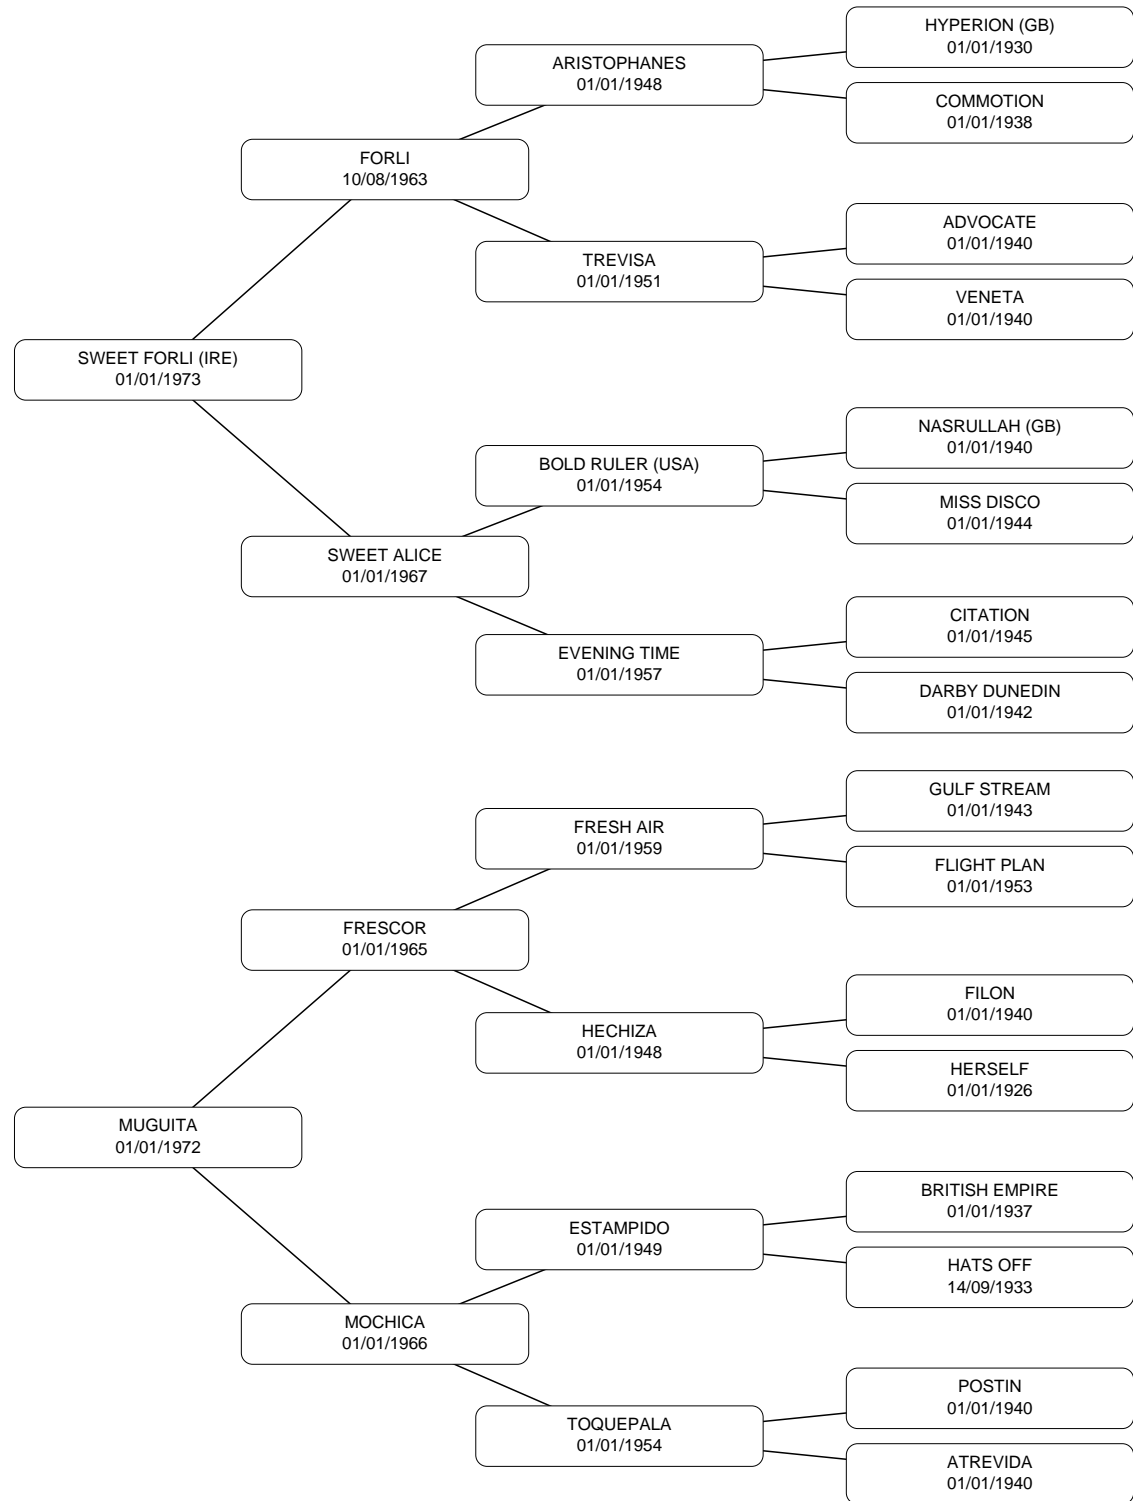 HYPERION (GB)
01/01/1930
ARISTOPHANES
01/01/1948
COMMOTION
01/01/1938
FORLI
10/08/1963
ADVOCATE
01/01/1940
TREVISA
01/01/1951
VENETA
01/01/1940
SWEET FORLI (IRE)
01/01/1973
NASRULLAH (GB)
01/01/1940
BOLD RULER (USA)
01/01/1954
MISS DISCO
01/01/1944
SWEET ALICE
01/01/1967
CITATION
01/01/1945
EVENING TIME
01/01/1957
DARBY DUNEDIN
01/01/1942
GULF STREAM
01/01/1943
FRESH AIR
01/01/1959
FLIGHT PLAN
01/01/1953
FRESCOR
01/01/1965
FILON
01/01/1940
HECHIZA
01/01/1948
HERSELF
01/01/1926
MUGUITA
01/01/1972
BRITISH EMPIRE
01/01/1937
ESTAMPIDO
01/01/1949
HATS OFF
14/09/1933
MOCHICA
01/01/1966
POSTIN
01/01/1940
TOQUEPALA
01/01/1954
ATREVIDA
01/01/1940